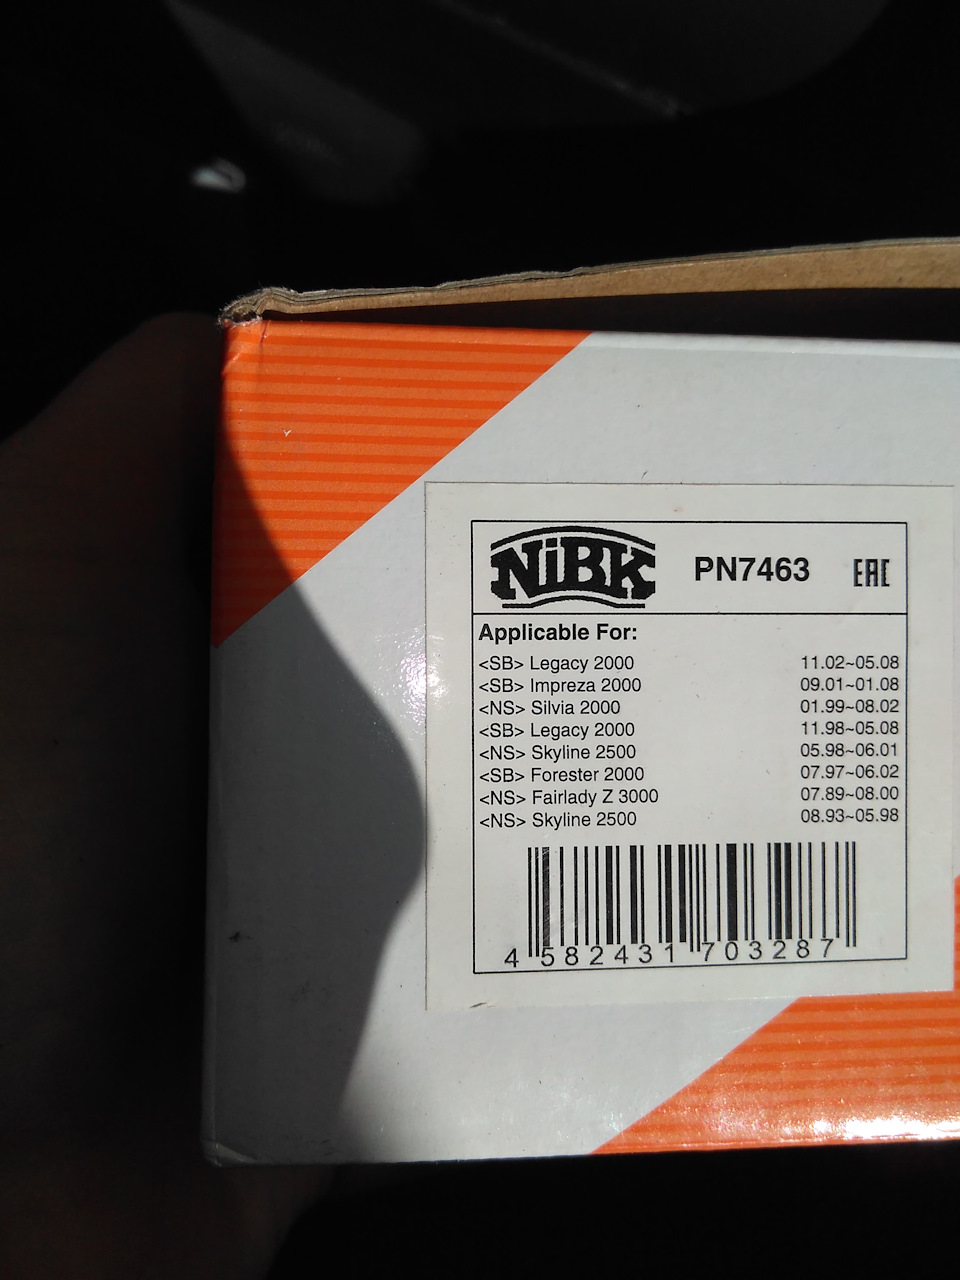 NiBK PN7463 EAC
Applicable For:
<SB> Legacy 2000 11.02~05.08
<SB> Impreza 2000 09.01~01.08
<NS> Silvia 2000 01.99~08.02
<SB> Legacy 2000 11.98~05.08
<NS> Skyline 2500 05.98~06.01
<SB> Forester 2000 07.97~06.02
<NS> Fairlady Z 3000 07.89~08.00
<NS> Skyline 2500 08.93~05.98
4 582431 703287